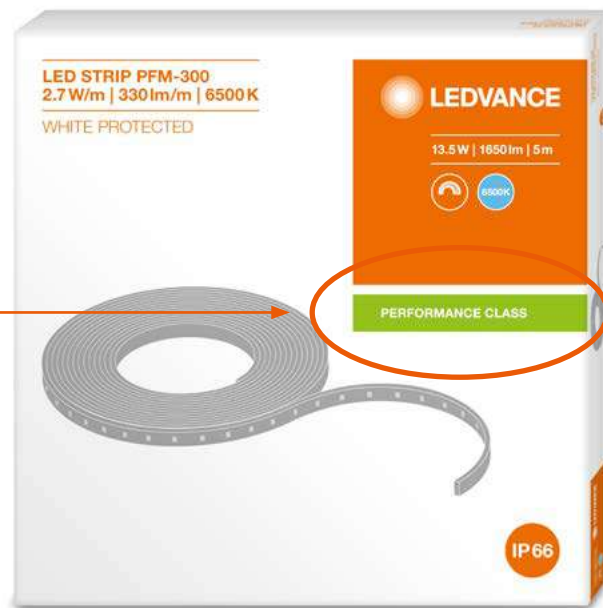 LED STRIP PFM-300
2.7 W/m | 330 lm/m | 6500 K
WHITE PROTECTED
LEDVANCE
13.5 W | 1650 lm | 5 m
6500K
PERFORMANCE CLASS
IP66
LEDVANCE